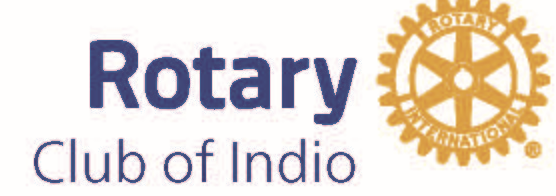 Rotary
Club of Indio
ROTARY
INTERNATIONAL
®